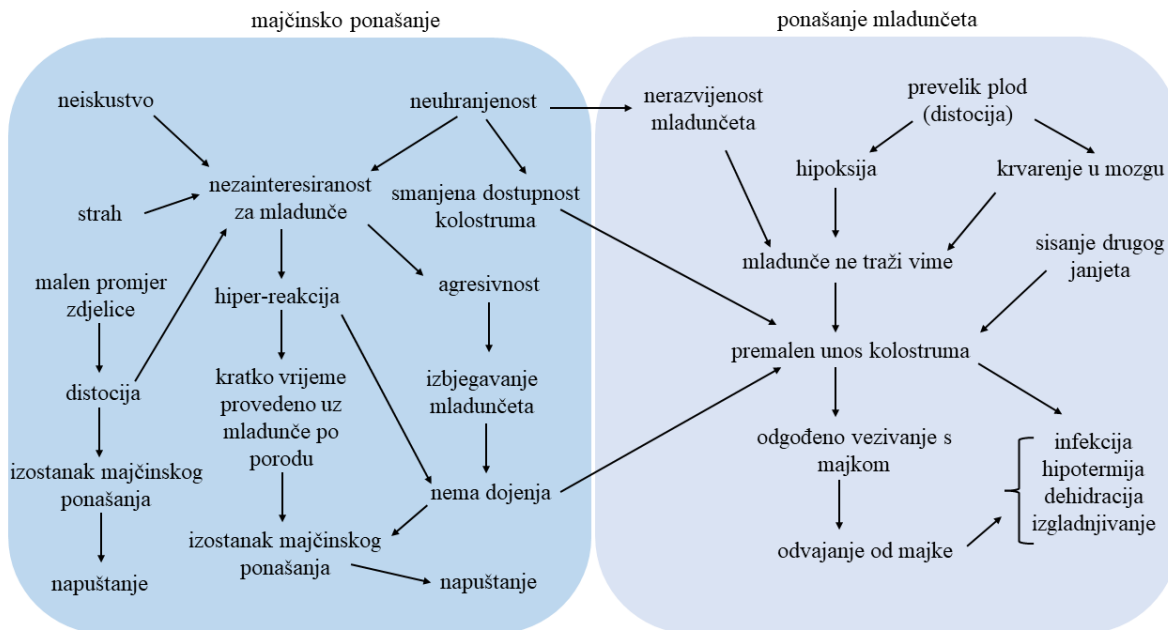 majčinsko ponašanje
ponašanje mladunčeta
neiskustvo
neuhranjenost
strah
nezainteresiranost
za mladunče
smanjena dostupnost
kolostruma
malen promjer
zdjelice
hiper-reakcija
agresivnost
distocija
kratko vrijeme
provedeno uz
mladunče po
porodu
izbjegavanje
mladunčeta
izostanak majčinskog
ponašanja
nema dojenja
napuštanje
izostanak majčinskog
ponašanja
napuštanje
nerazvijenost
mladunčeta
prevelik plod
(distocija)
hipoksija
krvarenje u mozgu
mladunče ne traži vime
sisanje drugog
janjeta
premalen unos kolostruma
odgođeno vezivanje s
majkom
infekcija
hipotermija
dehidracija
izgladnjivanje
odvajanje od majke